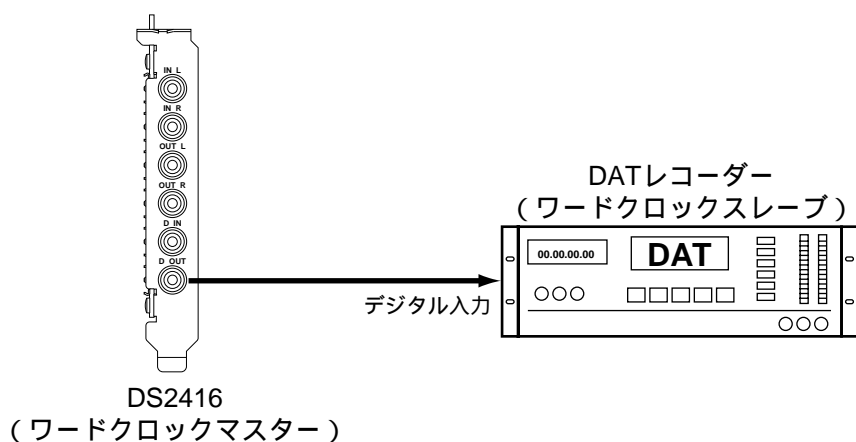 IN L
IN R
OUT L
OUT R
D IN
D OUT
DATレコーダー
（ワードクロックスレーブ）
00.00.00.00
DAT
デジタル入力
DS2416
（ワードクロックマスター）